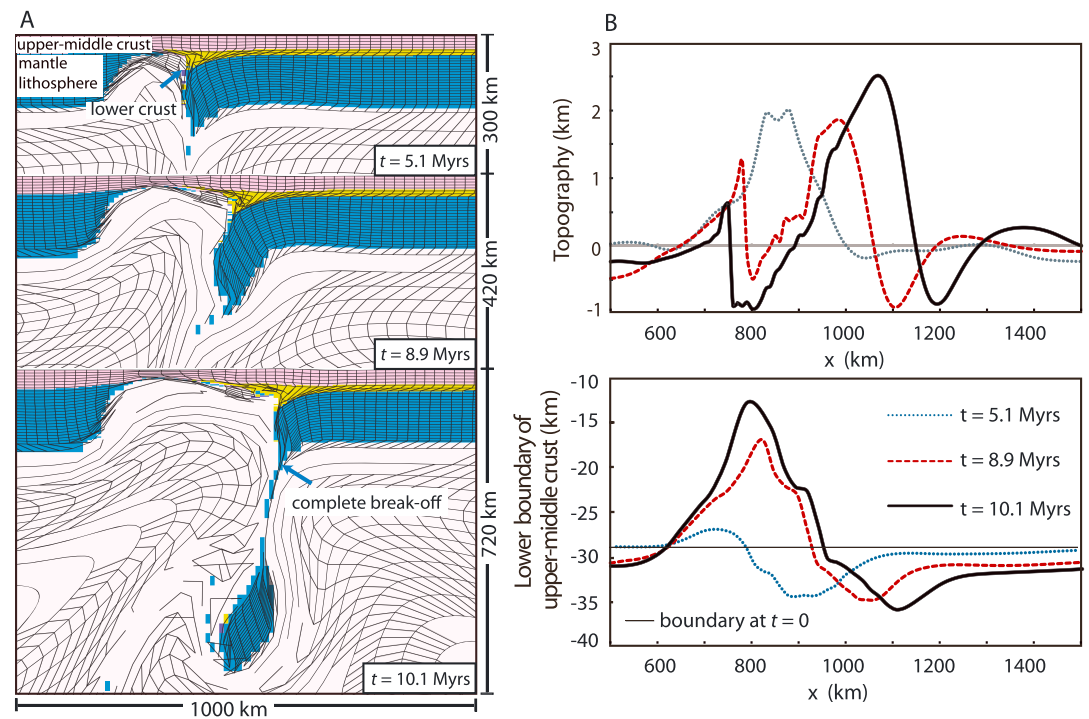 A
upper-middle crust
mantle
lithosphere
lower crust
t = 5.1 Myrs
300 km
t = 8.9 Myrs
420 km
complete break-off
t = 10.1 Myrs
720 km
1000 km
B
Topography (km)
3
2
1
0
-1
600
800
1000
1200
1400
x (km)
Lower boundary of
upper-middle crust (km)
-10
-15
-20
-25
-30
-35
-40
t = 5.1 Myrs
t = 8.9 Myrs
t = 10.1 Myrs
boundary at t = 0
600
800
1000
1200
1400
x (km)